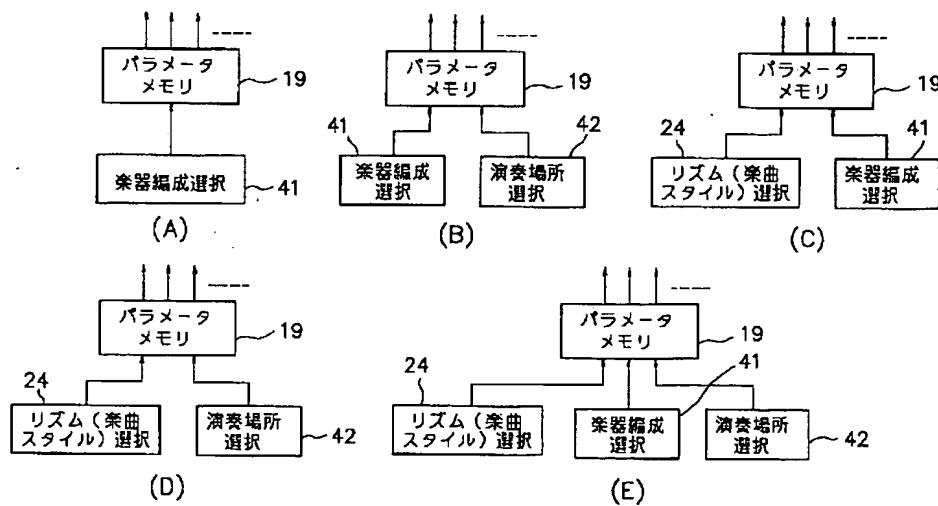 パラメータ
メモリ
19
楽器編成選択
41
(A)
パラメータ
メモリ
19
41
楽器編成
選択
42
演奏場所
選択
(B)
パラメータ
メモリ
19
24
リズム(楽曲
スタイル)選択
41
楽器編成
選択
(C)
パラメータ
メモリ
19
24
リズム(楽曲
スタイル)選択
演奏場所
選択
42
(D)
パラメータ
メモリ
19
24
リズム(楽曲
スタイル)選択
41
楽器編成
選択
演奏場所
選択
42
(E)